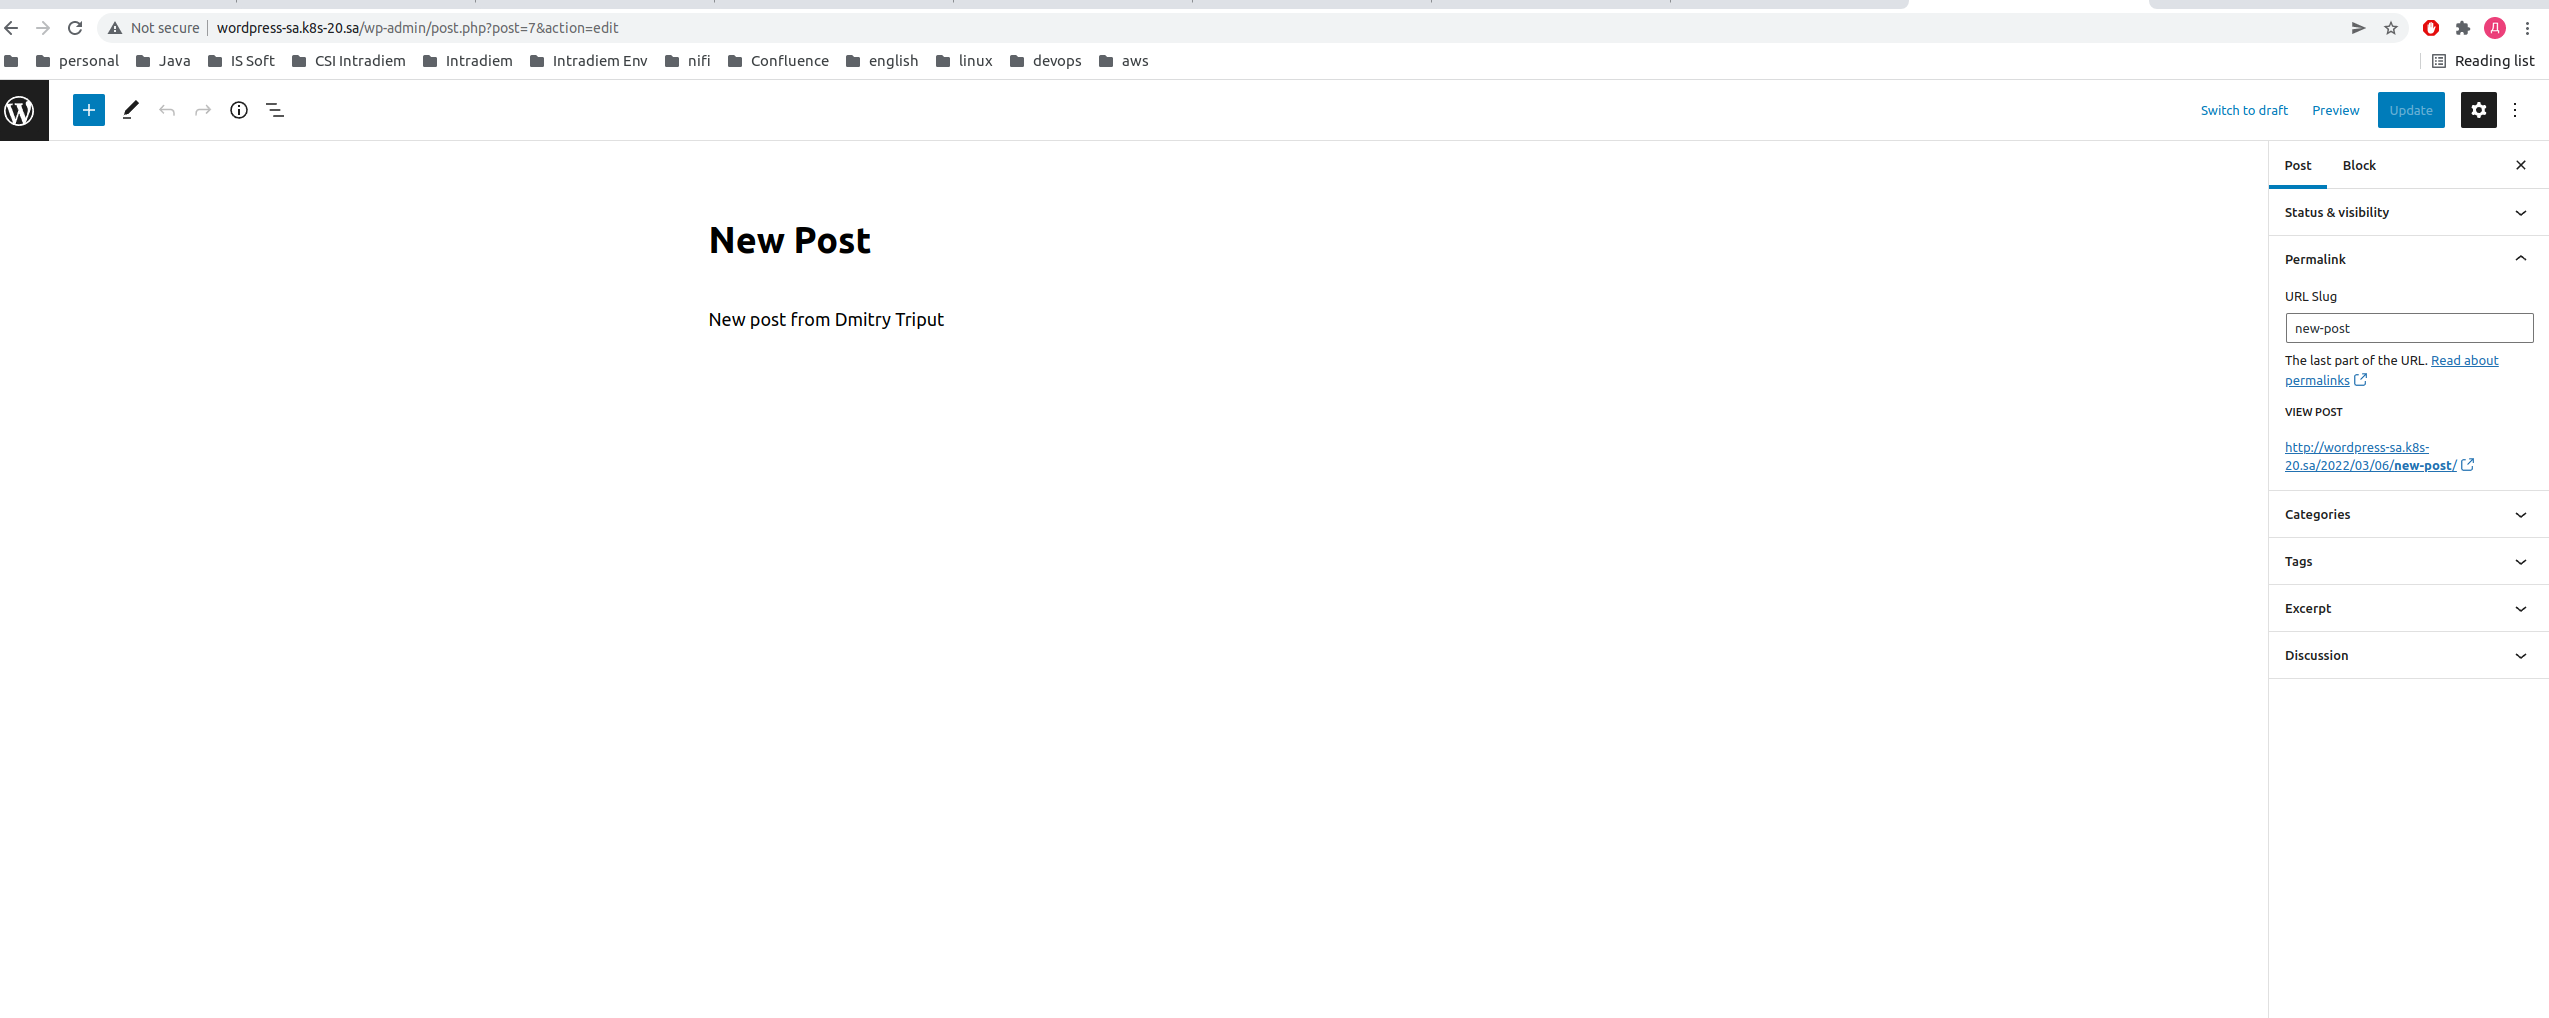 Not secure wordpress-sa.k8s-20.sa/wp-admin/post.php?post=7&action=edit Д
personal Java IS Soft CSI Intradiem Intradiem Intradiem Env nifi Confluence english linux devops aws Reading list
Switch to draft Preview Update
Post Block
Status & visibility
New Post
Permalink
URL Slug
New post from Dmitry Triput
new-post
The last part of the URL. Read about
permalinks
VIEW POST
http://wordpress-sa.k8s-
20.sa/2022/03/06/new-post/
Categories
Tags
Excerpt
Discussion